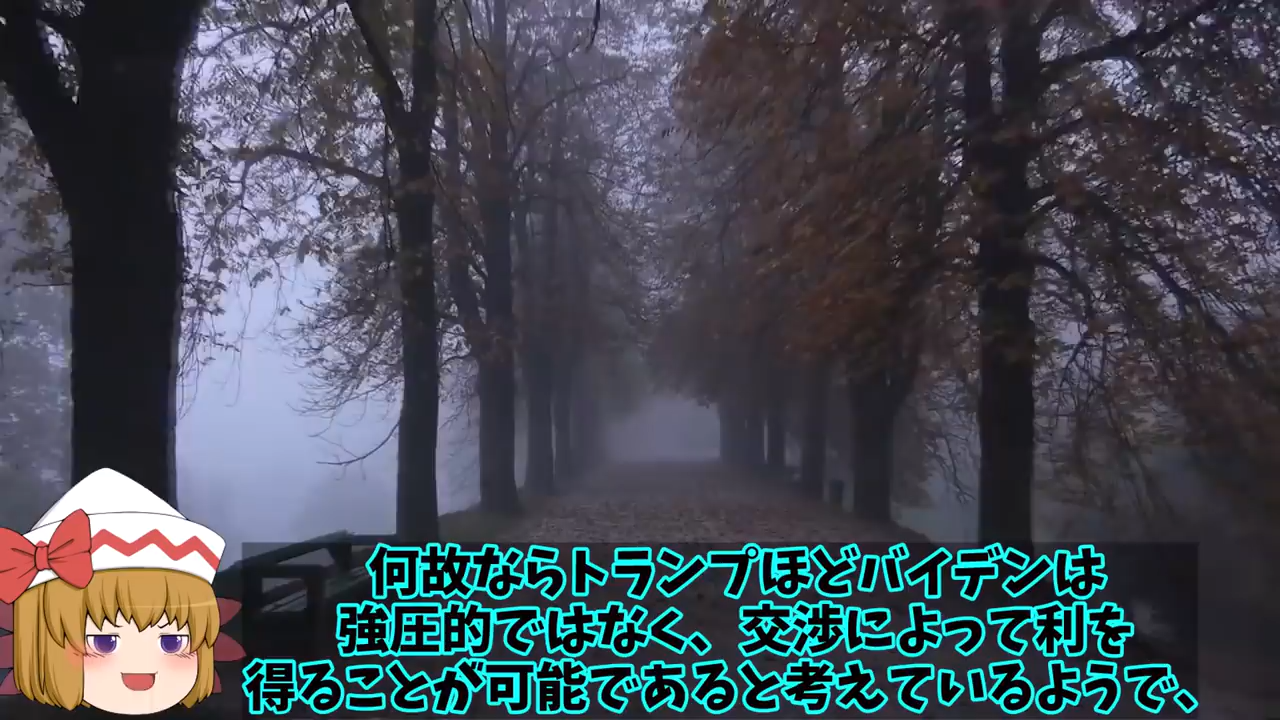 何故ならトランプほどバイデンは
強圧的ではなく、交渉によって利を
得ることが可能であると考えているようで、